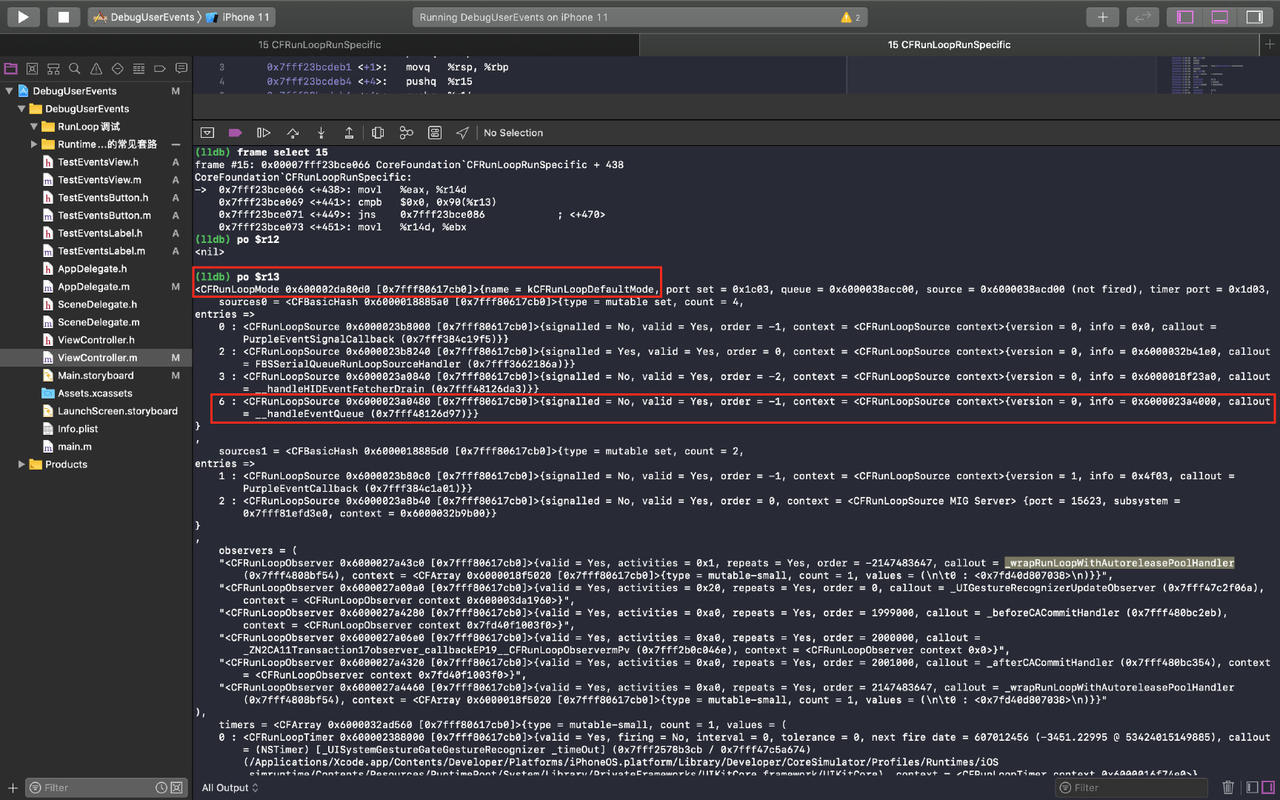 DebugUserEvents
iPhone 11
Running DebugUserEvents on iPhone 11
2
15 CFRunLoopRunSpecific
15 CFRunLoopRunSpecific
DebugUserEvents M
DebugUserEvents
RunLoop 调试
Runtime ...的常见套路
TestEventsView.h A
TestEventsView.m A
TestEventsButton.h A
TestEventsButton.m A
TestEventsLabel.h A
TestEventsLabel.m A
AppDelegate.h
AppDelegate.m M
SceneDelegate.h
SceneDelegate.m
ViewController.h
ViewController.m M
Main.storyboard M
Assets.xcassets
LaunchScreen.storyboard
Info.plist
main.m
Products
Filter
3 0x7fff23bcdeb1 <+1>: movq %rsp, %rbp
4 0x7fff23bcdeb4 <+4>: pushq %r15
No Selection
(lldb) frame select 15
frame #15: 0x00007fff23bce066 CoreFoundation`CFRunLoopRunSpecific + 438
CoreFoundation`CFRunLoopRunSpecific:
-> 0x7fff23bce066 <+438>: movl %eax, %r14d
0x7fff23bce069 <+441>: cmpb $0x0, 0x90(%r13)
0x7fff23bce071 <+449>: jns 0x7fff23bce086 ; <+470>
0x7fff23bce073 <+451>: movl %r14d, %ebx
(lldb) po $r12
<nil>
(lldb) po $r13
<CFRunLoopMode 0x600002da80d0 [0x7fff80617cb0]>{name = kCFRunLoopDefaultMode, port set = 0x1c03, queue = 0x6000038acc00, source = 0x6000038acd00 (not fired), timer port = 0x1d03,
sources0 = <CFBasicHash 0x6000018885a0 [0x7fff80617cb0]>{type = mutable set, count = 4,
entries =>
0 : <CFRunLoopSource 0x6000023b8000 [0x7fff80617cb0]>{signalled = No, valid = Yes, order = -1, context = <CFRunLoopSource context>{version = 0, info = 0x0, callout =
PurpleEventSignalCallback (0x7fff384c19f5)}}
2 : <CFRunLoopSource 0x6000023b8240 [0x7fff80617cb0]>{signalled = Yes, valid = Yes, order = 0, context = <CFRunLoopSource context>{version = 0, info = 0x6000032b41e0, callout
= FBSSerialQueueRunLoopSourceHandler (0x7fff3662186a)}}
3 : <CFRunLoopSource 0x6000023a0840 [0x7fff80617cb0]>{signalled = No, valid = Yes, order = -2, context = <CFRunLoopSource context>{version = 0, info = 0x6000018f23a0, callout
= __handleHIDEventFetcherDrain (0x7fff48126da3)}}
6 : <CFRunLoopSource 0x6000023a0480 [0x7fff80617cb0]>{signalled = No, valid = Yes, order = -1, context = <CFRunLoopSource context>{version = 0, info = 0x6000023a4000, callout
= __handleEventQueue (0x7fff48126d97)}}
}
,
sources1 = <CFBasicHash 0x6000018885d0 [0x7fff80617cb0]>{type = mutable set, count = 2,
entries =>
1 : <CFRunLoopSource 0x6000023b80c0 [0x7fff80617cb0]>{signalled = No, valid = Yes, order = -1, context = <CFRunLoopSource context>{version = 1, info = 0x4f03, callout =
PurpleEventCallback (0x7fff384c1a01)}}
2 : <CFRunLoopSource 0x6000023a8b40 [0x7fff80617cb0]>{signalled = No, valid = Yes, order = 0, context = <CFRunLoopSource MIG Server> {port = 15623, subsystem =
0x7fff81efd3e0, context = 0x6000032b9b00}}
}
,
observers = (
"<CFRunLoopObserver 0x6000027a43c0 [0x7fff80617cb0]>{valid = Yes, activities = 0x1, repeats = Yes, order = -2147483647, callout = _wrapRunLoopWithAutoreleasePoolHandler
(0x7fff4808bf54), context = <CFArray 0x6000018f5020 [0x7fff80617cb0]>{type = mutable-small, count = 1, values = (\n\t0 : <0x7fd40d807038>\n)}}",
"<CFRunLoopObserver 0x6000027a00a0 [0x7fff80617cb0]>{valid = Yes, activities = 0x20, repeats = Yes, order = 0, callout = _UIGestureRecognizerUpdateObserver (0x7fff47c2f06a),
context = <CFRunLoopObserver context 0x600003da1960>}",
"<CFRunLoopObserver 0x6000027a4280 [0x7fff80617cb0]>{valid = Yes, activities = 0xa0, repeats = Yes, order = 1999000, callout = _beforeCACommitHandler (0x7fff480bc2eb),
context = <CFRunLoopObserver context 0x7fd40f1003f0>}",
"<CFRunLoopObserver 0x6000027a06e0 [0x7fff80617cb0]>{valid = Yes, activities = 0xa0, repeats = Yes, order = 2000000, callout =
_ZN2CA11Transaction17observer_callbackEP19__CFRunLoopObservermPv (0x7fff2b0c046e), context = <CFRunLoopObserver context 0x0>}",
"<CFRunLoopObserver 0x6000027a4320 [0x7fff80617cb0]>{valid = Yes, activities = 0xa0, repeats = Yes, order = 2001000, callout = _afterCACommitHandler (0x7fff480bc354), context
= <CFRunLoopObserver context 0x7fd40f1003f0>}",
"<CFRunLoopObserver 0x6000027a4460 [0x7fff80617cb0]>{valid = Yes, activities = 0xa0, repeats = Yes, order = 2147483647, callout = _wrapRunLoopWithAutoreleasePoolHandler
(0x7fff4808bf54), context = <CFArray 0x6000018f5020 [0x7fff80617cb0]>{type = mutable-small, count = 1, values = (\n\t0 : <0x7fd40d807038>\n)}}"
),
timers = <CFArray 0x6000032ad560 [0x7fff80617cb0]>{type = mutable-small, count = 1, values = (
0 : <CFRunLoopTimer 0x600002388000 [0x7fff80617cb0]>{valid = Yes, firing = No, interval = 0, tolerance = 0, next fire date = 607012456 (-3451.22995 @ 53424015149885), callout
= (NSTimer) [_UISystemGestureGateGestureRecognizer _timeOut] (0x7fff2578b3cb / 0x7fff47c5a674)
(/Applications/Xcode.app/Contents/Developer/Platforms/iPhoneOS.platform/Library/Developer/CoreSimulator/Profiles/Runtimes/iOS
.simruntime/Contents/Resources/RuntimeRoot/System/Library/PrivateFrameworks/UIKitCore.framework/UIKitCore), context = <CFRunLoopTimer context 0x6000016f74e0>}
All Output
Filter